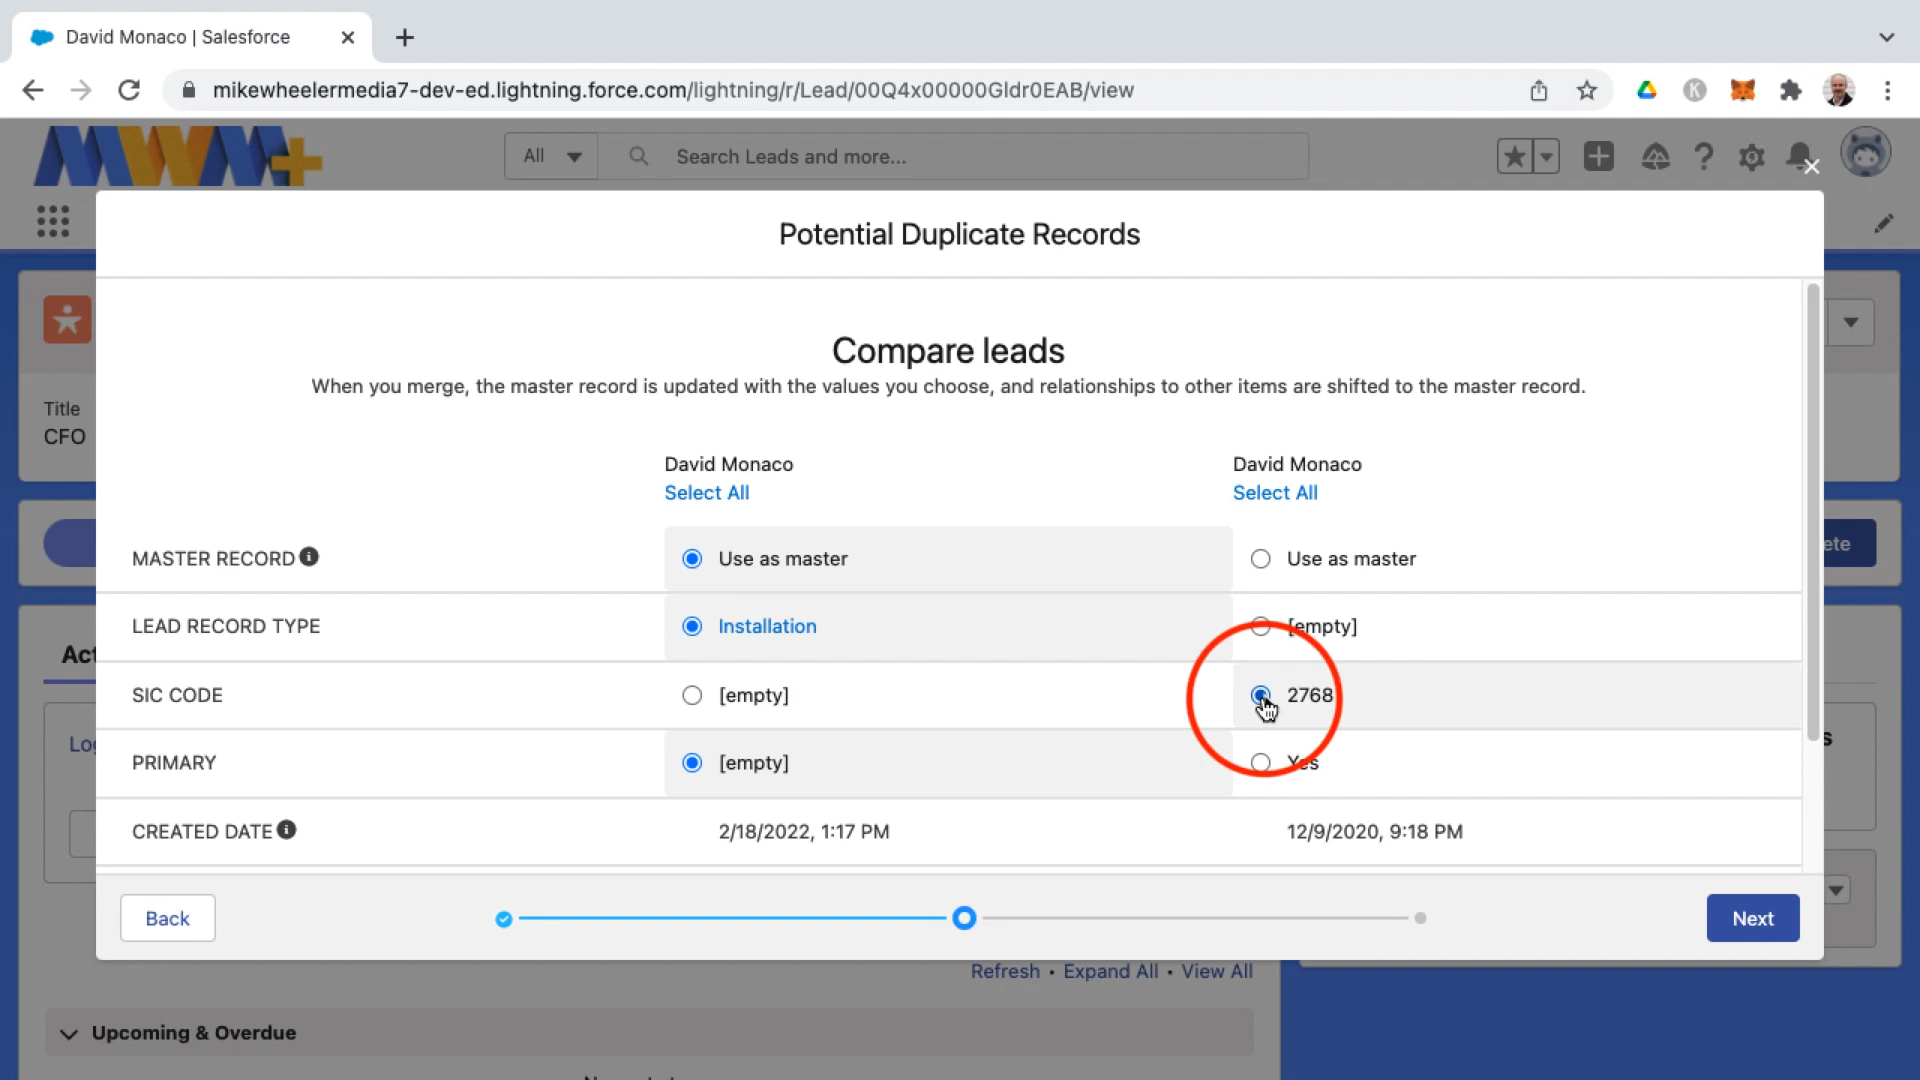 David Monaco | Salesforce
mikewheelermedia7-dev-ed.lightning.force.com/lightning/r/Lead/00Q4x00000GIdr0EAB/view
MWM+
All Search Leads and more...
Potential Duplicate Records
Compare leads
When you merge, the master record is updated with the values you choose, and relationships to other items are shifted to the master record.
Title
CFO
David Monaco David Monaco
Select All Select All
MASTER RECORD Use as master Use as master
ete
LEAD RECORD TYPE Installation [empty]
Act
SIC CODE [empty] 2768
Log
s
PRIMARY [empty] Yes
CREATED DATE 2/18/2022, 1:17 PM 12/9/2020, 9:18 PM
Back Next
Refresh • Expand All • View All
Upcoming & Overdue